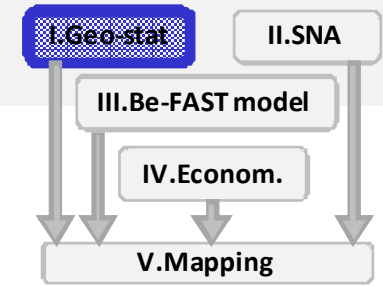 I.Geo-stat
II.SNA
III.Be-FAST model
IV.Econom.
V.Mapping